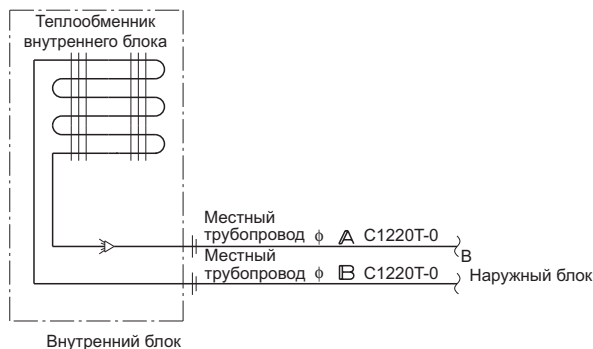 Теплообменник
внутреннего блока
Местный
трубопровод ϕ A C1220T-0
В
Местный
трубопровод ϕ B C1220T-0
Наружный блок
Внутренний блок